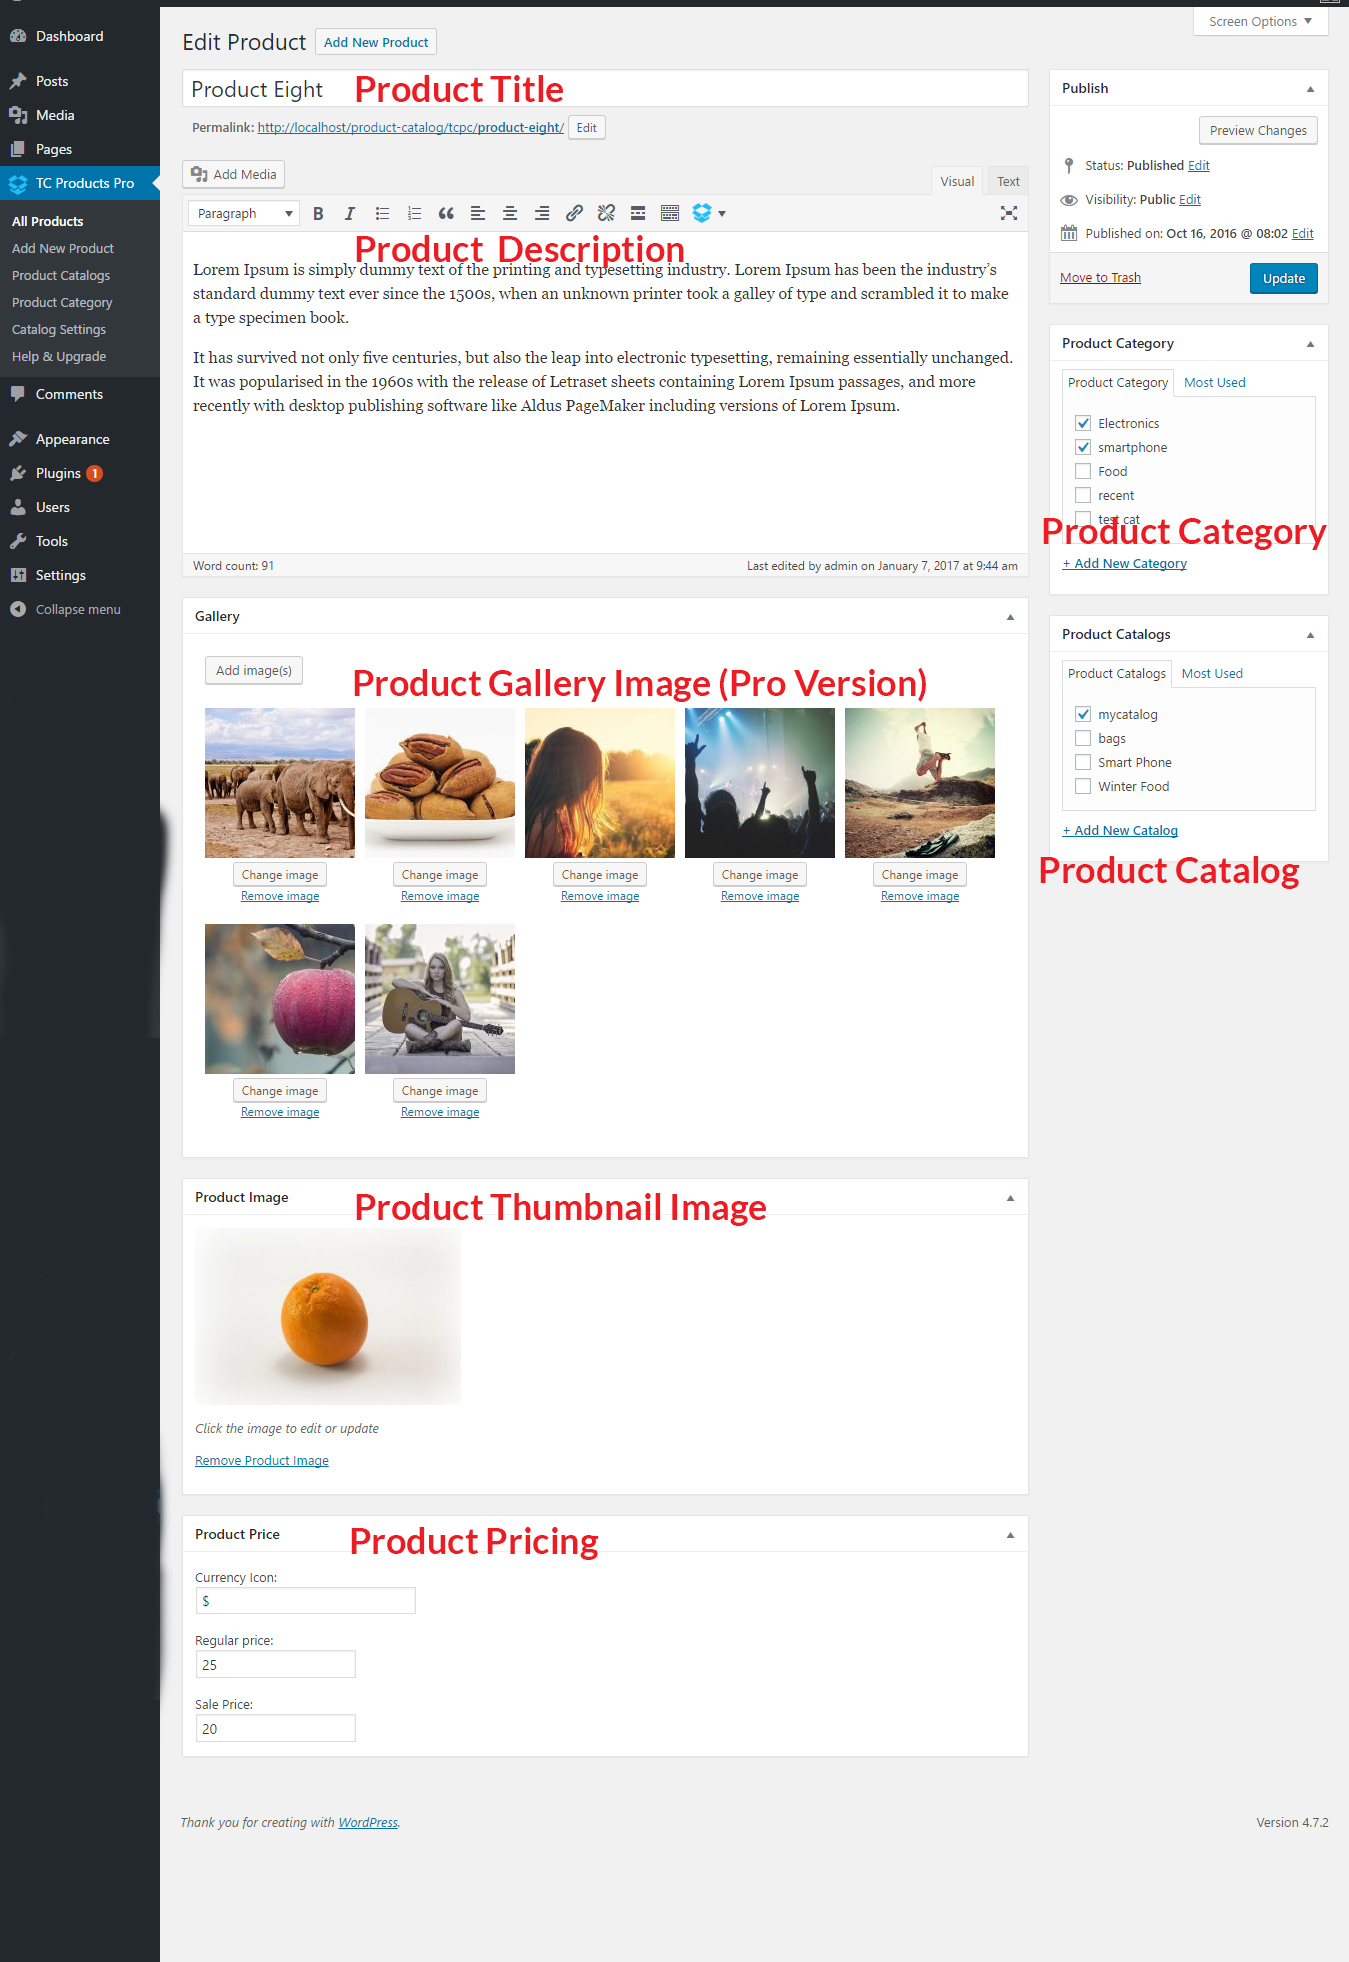 Screen Options
Dashboard
Posts
Media
Pages
TC Products Pro
All Products
Add New Product
Product Catalogs
Product Category
Catalog Settings
Help & Upgrade
Comments
Appearance
Plugins 1
Users
Tools
Settings
Collapse menu
Edit Product Add New Product
Product Eight
Product Title
Permalink: http://localhost/product-catalog/tcpc/product-eight/ Edit
Add Media
Visual Text
Paragraph
Product Description
Lorem Ipsum is simply dummy text of the printing and typesetting industry. Lorem Ipsum has been the industry’s
standard dummy text ever since the 1500s, when an unknown printer took a galley of type and scrambled it to make
a type specimen book.
It has survived not only five centuries, but also the leap into electronic typesetting, remaining essentially unchanged.
It was popularised in the 1960s with the release of Letraset sheets containing Lorem Ipsum passages, and more
recently with desktop publishing software like Aldus PageMaker including versions of Lorem Ipsum.
Word count: 91
Last edited by admin on January 7, 2017 at 9:44 am
Gallery
Add image(s)
Product Gallery Image (Pro Version)
Change image Change image Change image Change image Change image
Remove image Remove image Remove image Remove image Remove image
Change image Change image
Remove image Remove image
Product Image
Product Thumbnail Image
Click the image to edit or update
Remove Product Image
Product Price
Product Pricing
Currency Icon:
$
Regular price:
25
Sale Price:
20
Publish
Preview Changes
Status: Published Edit
Visibility: Public Edit
Published on: Oct 16, 2016 @ 08:02 Edit
Move to Trash
Update
Product Category
Product Category Most Used
Electronics
smartphone
Food
recent
test cat
Product Category
+ Add New Category
Product Catalogs
Product Catalogs Most Used
mycatalog
bags
Smart Phone
Winter Food
+ Add New Catalog
Product Catalog
Thank you for creating with WordPress.
Version 4.7.2